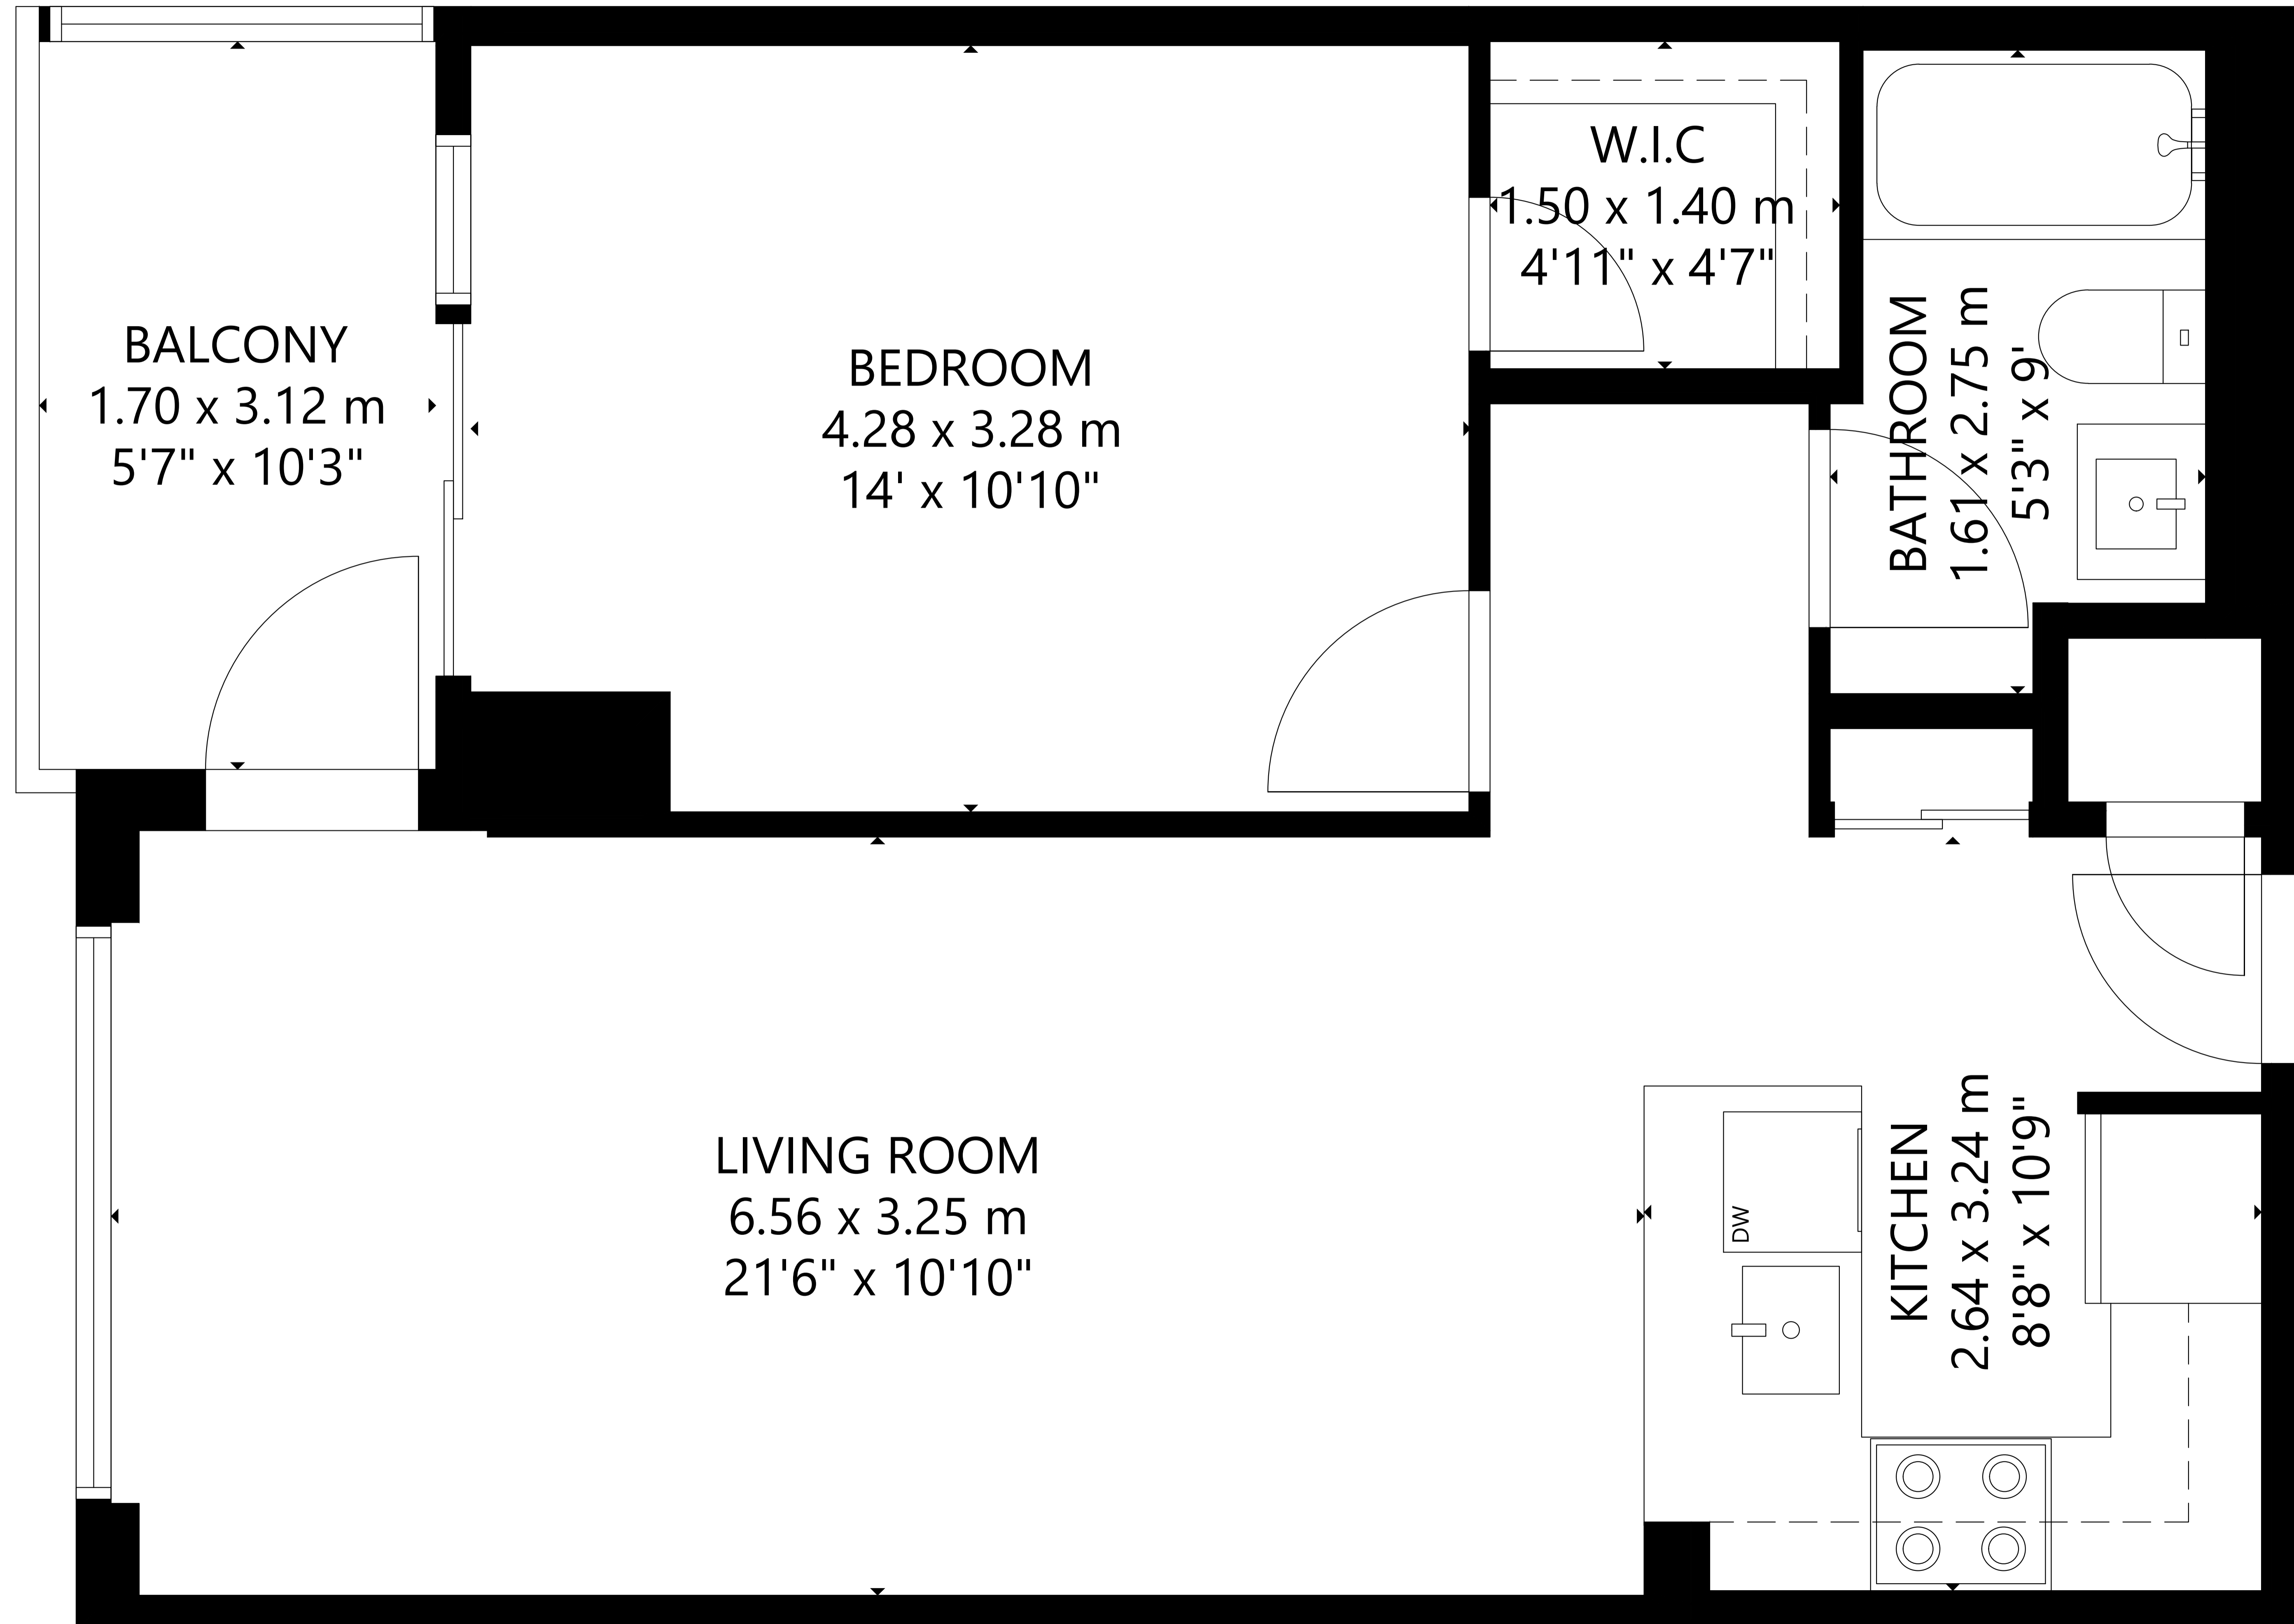 BALCONY
1.70 x 3.12 m
5'7" x 10'3"
BEDROOM
4.28 x 3.28 m
14' x 10'10"
W.I.C
1.50 x 1.40 m
4'11" x 4'7"
BATHROOM
1.61 x 2.75 m
5'3" x 9'
LIVING ROOM
6.56 x 3.25 m
21'6" x 10'10"
DW
KITCHEN
2.64 x 3.24 m
8'8" x 10'9"